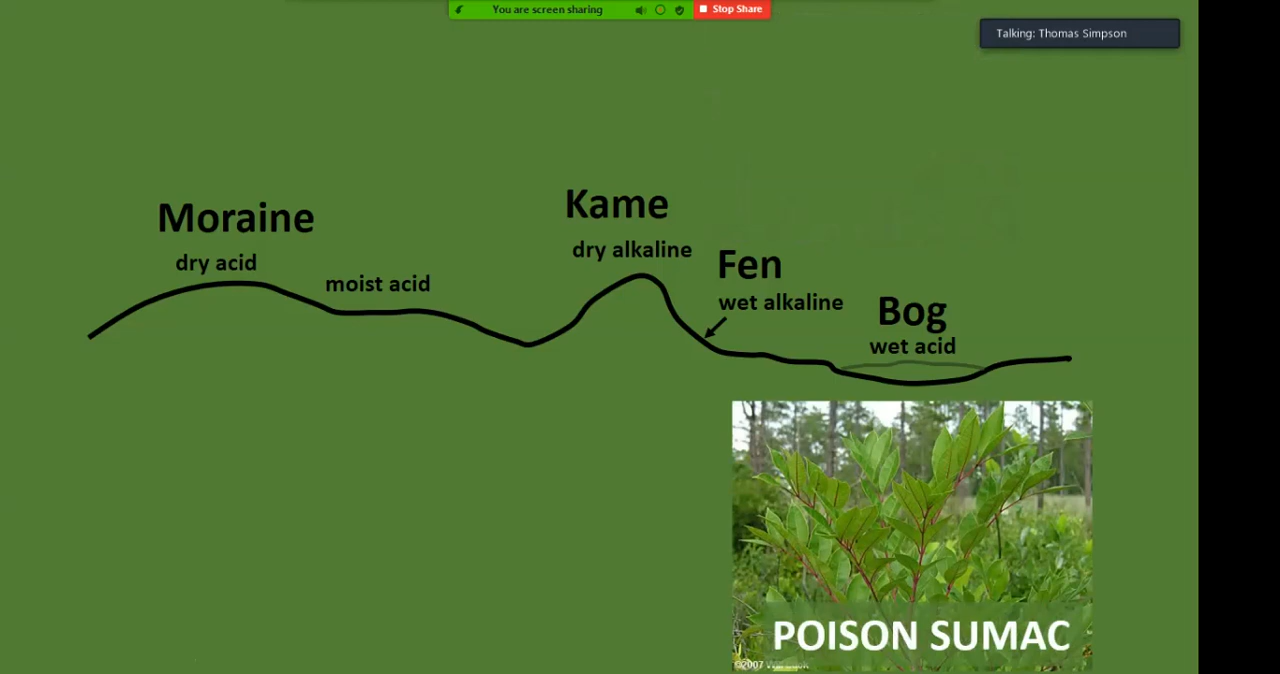 You are screen sharing
Stop Share
Talking: Thomas Simpson
Moraine
dry acid
moist acid
Kame
dry alkaline
Fen
wet alkaline
Bog
wet acid
POISON SUMAC
©2007